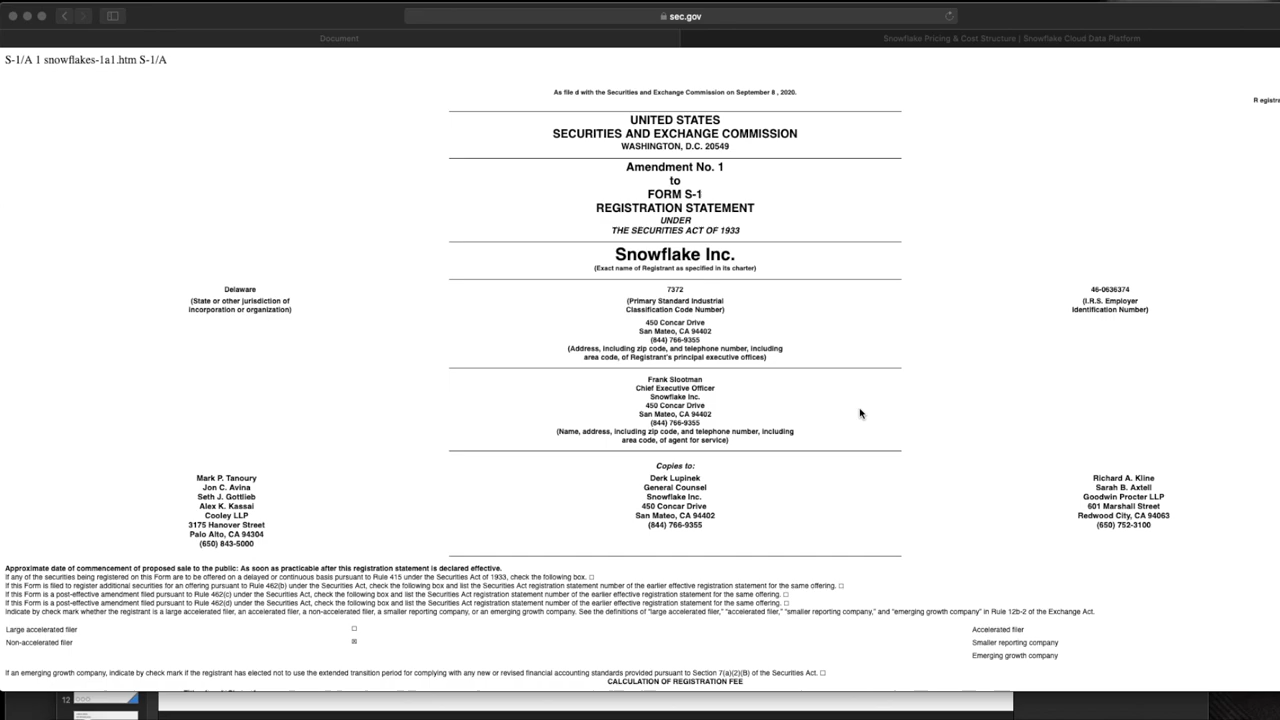 sec.gov
Document
Snowflake Pricing & Cost Structure | Snowflake Cloud Data Platform
S-1/A 1 snowflakes-1a1.htm S-1/A
As file d with the Securities and Exchange Commission on September 8 , 2020.
R egistra
UNITED STATES
SECURITIES AND EXCHANGE COMMISSION
WASHINGTON, D.C. 20549
Amendment No. 1
to
FORM S-1
REGISTRATION STATEMENT
UNDER
THE SECURITIES ACT OF 1933
Snowflake Inc.
(Exact name of Registrant as specified in its charter)
Delaware
(State or other jurisdiction of
incorporation or organization)
7372
(Primary Standard Industrial
Classification Code Number)
46-0636374
(I.R.S. Employer
Identification Number)
450 Concar Drive
San Mateo, CA 94402
(844) 766-9355
(Address, including zip code, and telephone number, including
area code, of Registrant's principal executive offices)
Frank Slootman
Chief Executive Officer
Snowflake Inc.
450 Concar Drive
San Mateo, CA 94402
(844) 766-9355
(Name, address, including zip code, and telephone number, including
area code, of agent for service)
Copies to:
Mark P. Tanoury
Jon C. Avina
Seth J. Gottlieb
Alex K. Kassai
Cooley LLP
3175 Hanover Street
Palo Alto, CA 94304
(650) 843-5000
Derk Lupinek
General Counsel
Snowflake Inc.
450 Concar Drive
San Mateo, CA 94402
(844) 766-9355
Richard A. Kline
Sarah B. Axtell
Goodwin Procter LLP
601 Marshall Street
Redwood City, CA 94063
(650) 752-3100
Approximate date of commencement of proposed sale to the public: As soon as practicable after this registration statement is declared effective.
If any of the securities being registered on this Form are to be offered on a delayed or continuous basis pursuant to Rule 415 under the Securities Act of 1933, check the following box. ☐
If this Form is filed to register additional securities for an offering pursuant to Rule 462(b) under the Securities Act, check the following box and list the Securities Act registration statement number of the earlier effective registration statement for the same offering. ☐
If this Form is a post-effective amendment filed pursuant to Rule 462(c) under the Securities Act, check the following box and list the Securities Act registration statement number of the earlier effective registration statement for the same offering. ☐
If this Form is a post-effective amendment filed pursuant to Rule 462(d) under the Securities Act, check the following box and list the Securities Act registration statement number of the earlier effective registration statement for the same offering. ☐
Indicate by check mark whether the registrant is a large accelerated filer, an accelerated filer, a non-accelerated filer, a smaller reporting company, or an emerging growth company. See the definitions of "large accelerated filer," "accelerated filer," "smaller reporting company," and "emerging growth company" in Rule 12b-2 of the Exchange Act.
Large accelerated filer ☐ Accelerated filer
Non-accelerated filer ☒ Smaller reporting company
Emerging growth company
If an emerging growth company, indicate by check mark if the registrant has elected not to use the extended transition period for complying with any new or revised financial accounting standards provided pursuant to Section 7(a)(2)(B) of the Securities Act. ☐
CALCULATION OF REGISTRATION FEE
12